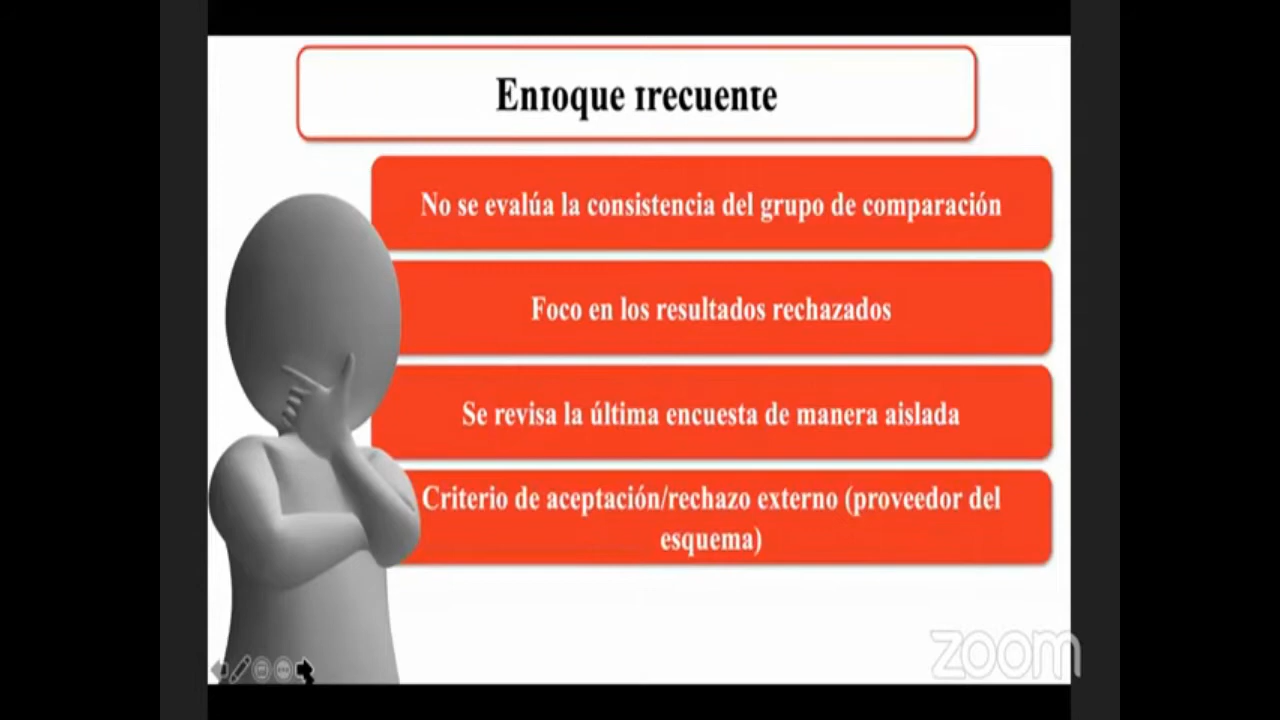 Enfoque frecuente
No se evalúa la consistencia del grupo de comparación
Foco en los resultados rechazados
Se revisa la última encuesta de manera aislada
Criterio de aceptación/rechazo externo (proveedor del
esquema)
zoom